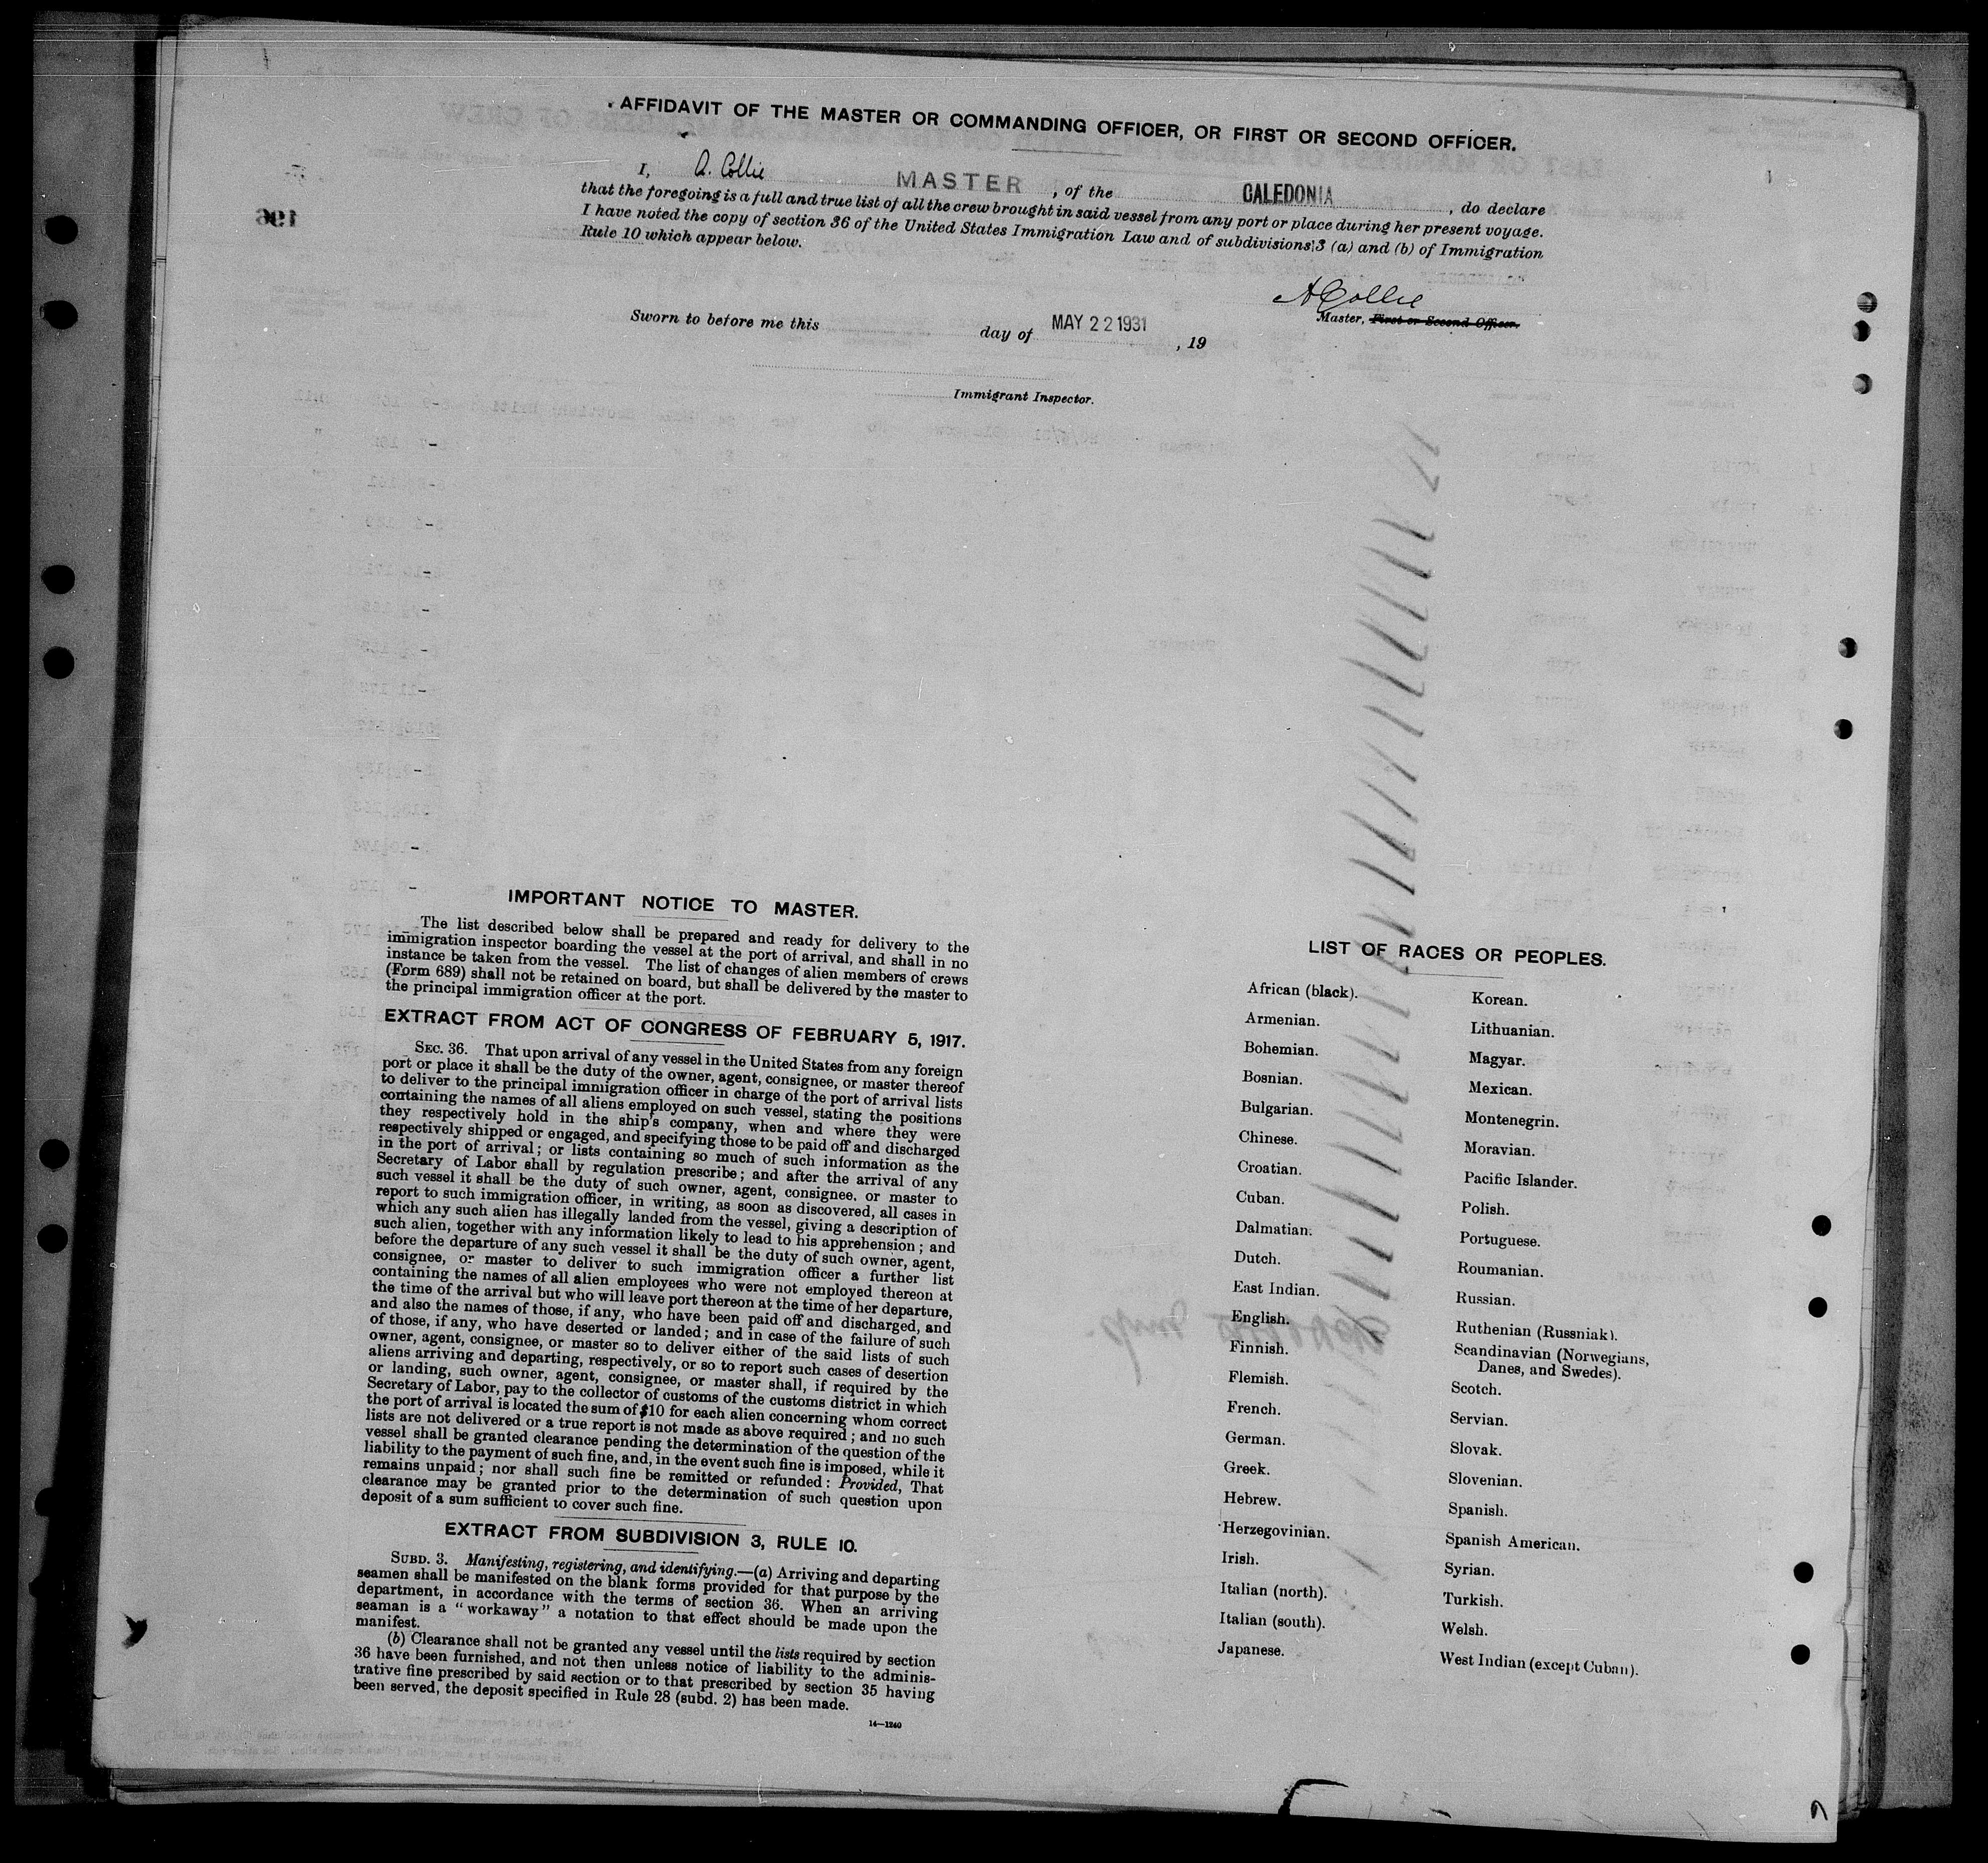 AFFIDAVIT OF THE MASTER OR COMMANDING OFFICER, OR FIRST OR SECOND OFFICER.
I, A. Collie MASTER, of the CALEDONIA, do declare
that the foregoing is a full and true list of all the crew brought in said vessel from any port or place during her present voyage.
I have noted the copy of section 36 of the United States Immigration Law and of subdivisions 3 (a) and (b) of Immigration
Rule 10 which appear below.
A Collie
Master, First or Second Officer.
Sworn to before me this day of MAY 22 1931, 19
Immigrant Inspector.
196
IMPORTANT NOTICE TO MASTER.
The list described below shall be prepared and ready for delivery to the
immigration inspector boarding the vessel at the port of arrival, and shall in no
instance be taken from the vessel. The list of changes of alien members of crews
(Form 689) shall not be retained on board, but shall be delivered by the master to
the principal immigration officer at the port.
EXTRACT FROM ACT OF CONGRESS OF FEBRUARY 5, 1917.
SEC. 36. That upon arrival of any vessel in the United States from any foreign
port or place it shall be the duty of the owner, agent, consignee, or master thereof
to deliver to the principal immigration officer in charge of the port of arrival lists
containing the names of all aliens employed on such vessel, stating the positions
they respectively hold in the ship's company, when and where they were
respectively shipped or engaged, and specifying those to be paid off and discharged
in the port of arrival; or lists containing so much of such information as the
Secretary of Labor shall by regulation prescribe; and after the arrival of any
such vessel it shall be the duty of such owner, agent, consignee, or master to
report to such immigration officer, in writing, as soon as discovered, all cases in
which any such alien has illegally landed from the vessel, giving a description of
such alien, together with any information likely to lead to his apprehension; and
before the departure of any such vessel it shall be the duty of such owner, agent,
consignee, or master to deliver to such immigration officer a further list
containing the names of all alien employees who were not employed thereon at
the time of the arrival but who will leave port thereon at the time of her departure,
and also the names of those, if any, who have been paid off and discharged, and
of those, if any, who have deserted or landed; and in case of the failure of such
owner, agent, consignee, or master so to deliver either of the said lists of such
aliens arriving and departing, respectively, or so to report such cases of desertion
or landing, such owner, agent, consignee, or master shall, if required by the
Secretary of Labor, pay to the collector of customs of the customs district in which
the port of arrival is located the sum of $10 for each alien concerning whom correct
lists are not delivered or a true report is not made as above required; and no such
vessel shall be granted clearance pending the determination of the question of the
liability to the payment of such fine, and, in the event such fine is imposed, while it
remains unpaid; nor shall such fine be remitted or refunded: Provided, That
clearance may be granted prior to the determination of such question upon
deposit of a sum sufficient to cover such fine.
EXTRACT FROM SUBDIVISION 3, RULE 10.
SUBD. 3. Manifesting, registering, and identifying.—(a) Arriving and departing
seamen shall be manifested on the blank forms provided for that purpose by the
department, in accordance with the terms of section 36. When an arriving
seaman is a "workaway" a notation to that effect should be made upon the
manifest.
(b) Clearance shall not be granted any vessel until the lists required by section
36 have been furnished, and not then unless notice of liability to the adminis-
trative fine prescribed by said section or to that prescribed by section 35 having
been served, the deposit specified in Rule 28 (subd. 2) has been made.
14—1240
LIST OF RACES OR PEOPLES.
African (black).
Armenian.
Bohemian.
Bosnian.
Bulgarian.
Chinese.
Croatian.
Cuban.
Dalmatian.
Dutch.
East Indian.
English.
Finnish.
Flemish.
French.
German.
Greek.
Hebrew.
Herzegovinian.
Irish.
Italian (north).
Italian (south).
Japanese.
Korean.
Lithuanian.
Magyar.
Mexican.
Montenegrin.
Moravian.
Pacific Islander.
Polish.
Portuguese.
Roumanian.
Russian.
Ruthenian (Russniak).
Scandinavian (Norwegians,
Danes, and Swedes).
Scotch.
Servian.
Slovak.
Slovenian.
Spanish.
Spanish American.
Syrian.
Turkish.
Welsh.
West Indian (except Cuban).